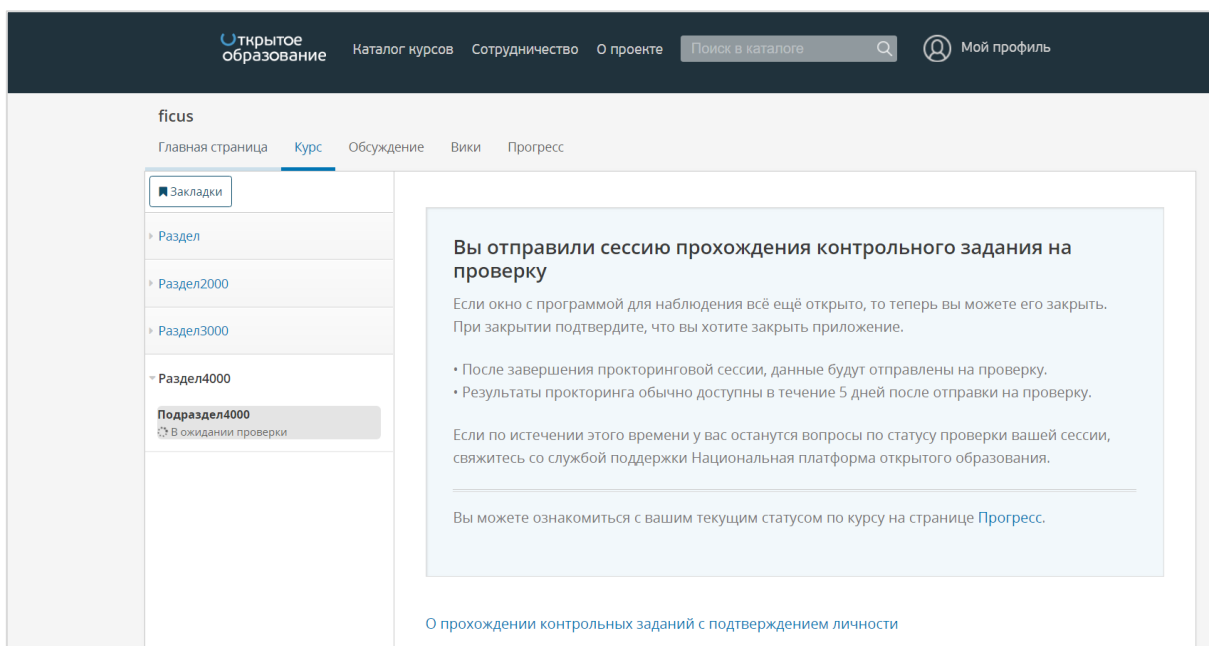 Открытое образование
Каталог курсов Сотрудничество О проекте Поиск в каталоге Мой профиль
ficus
Главная страница Курс Обсуждение Вики Прогресс
Закладки
Раздел
Раздел2000
Раздел3000
Раздел4000
Подраздел4000
В ожидании проверки
Вы отправили сессию прохождения контрольного задания на
проверку
Если окно с программой для наблюдения всё ещё открыто, то теперь вы можете его закрыть.
При закрытии подтвердите, что вы хотите закрыть приложение.
• После завершения прокторинговой сессии, данные будут отправлены на проверку.
• Результаты прокторинга обычно доступны в течение 5 дней после отправки на проверку.
Если по истечении этого времени у вас останутся вопросы по статусу проверки вашей сессии,
свяжитесь со службой поддержки Национальная платформа открытого образования.
Вы можете ознакомиться с вашим текущим статусом по курсу на странице Прогресс.
О прохождении контрольных заданий с подтверждением личности